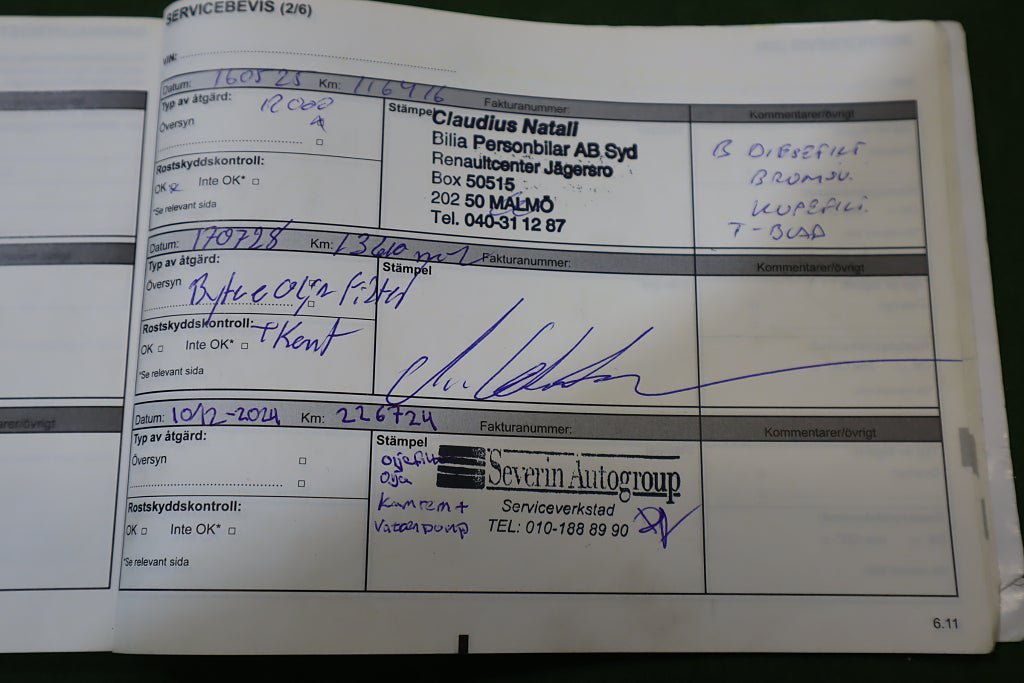 SERVICEBEVIS (2/6)
VIN:
Datum: 160525 Km: 116916 Fakturanummer: Kommentarer/övrigt
Typ av åtgärd:
Översyn
Rostskyddskontroll:
OK x Inte OK*
*Se relevant sida
Stämpel
Claudius Natali
Bilia Personbilar AB Syd
Renaultcenter Jägersro
Box 50515
202 50 MALMÖ
Tel. 040-31 12 87
B DIESEFILT
KUPEFILT
T-BLAD
Datum: 170728 Km: Fakturanummer: Kommentarer/övrigt
Typ av åtgärd:
Översyn
Byte olja filter
Rostskyddskontroll:
OK Inte OK*
*Se relevant sida
Stämpel
Datum: 10/12-2024 Km: 226724 Fakturanummer: Kommentarer/övrigt
Typ av åtgärd:
Översyn
Rostskyddskontroll:
OK Inte OK*
*Se relevant sida
Stämpel
Oljefilt
Olja
Kamrem +
Vattenpump
Severin Autogroup
Serviceverkstad
TEL: 010-188 89 90
6.11